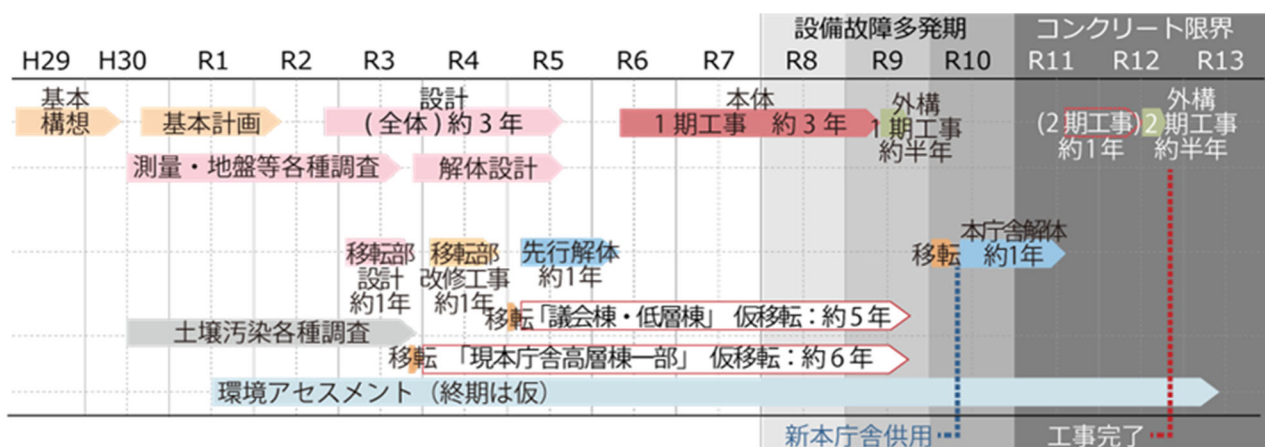 設備故障多発期 コンクリート限界
H29 H30 R1 R2 R3 R4 R5 R6 R7 R8 R9 R10 R11 R12 R13
基本
構想
基本計画
設計
(全体)約3年
本体
1期工事 約3年
外構
1期工事
約半年
(2期工事)
約1年
外構
2期工事
約半年
測量・地盤等各種調査
解体設計
移転部
設計
約1年
移転部
改修工事
約1年
先行解体
約1年
移転
本庁舎解体
約1年
移転「議会棟・低層棟」 仮移転:約5年
土壌汚染各種調査
移転 「現本庁舎高層棟一部」 仮移転:約6年
環境アセスメント(終期は仮)
新本庁舎供用
工事完了